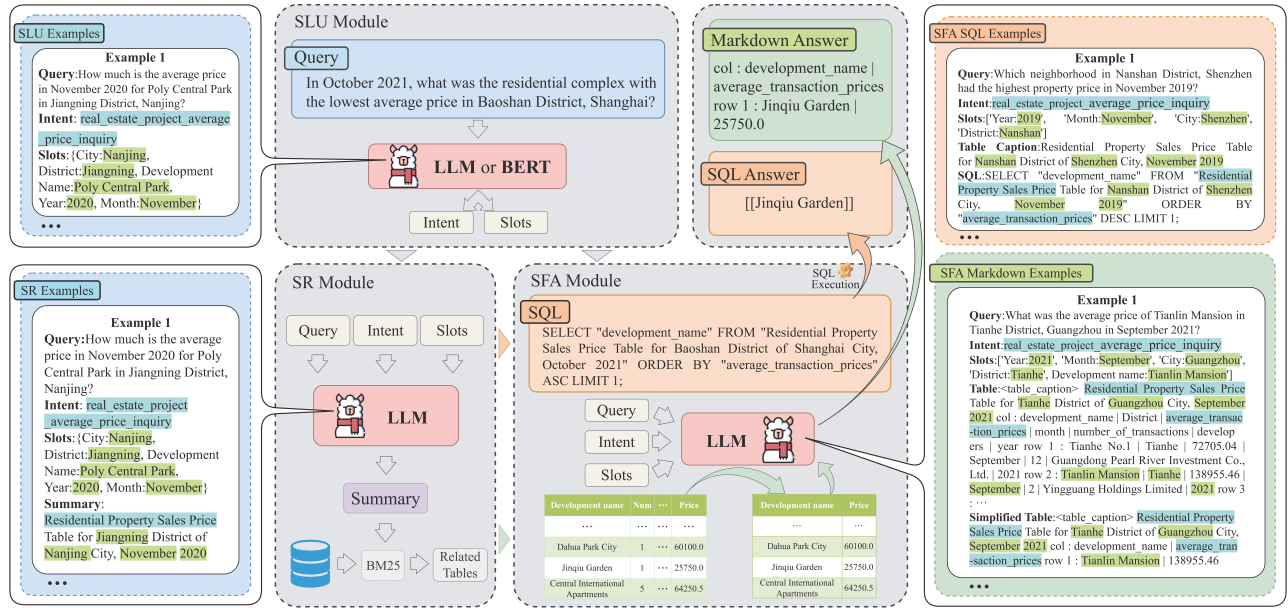 SLU Examples
Example 1
Query:How much is the average price
in November 2020 for Poly Central Park
in Jiangning District, Nanjing?
Intent: real_estate_project_average
_price_inquiry
Slots:{City:Nanjing,
District:Jiangning, Development
Name:Poly Central Park,
Year:2020, Month:November}
•••
SLU Module
Query
In October 2021, what was the residential complex with
the lowest average price in Baoshan District, Shanghai?
LLM or BERT
Intent
Slots
Markdown Answer
col : development_name |
average_transaction_prices
row 1 : Jinqiu Garden |
25750.0
SQL Answer
[[Jinqiu Garden]]
SFA SQL Examples
Example 1
Query:Which neighborhood in Nanshan District, Shenzhen
had the highest property price in November 2019?
Intent:real_estate_project_average_price_inquiry
Slots:['Year:2019', 'Month:November', 'City:Shenzhen',
'District:Nanshan']
Table Caption:Residential Property Sales Price Table
for Nanshan District of Shenzhen City, November 2019
SQL:SELECT "development_name" FROM "Residential
Property Sales Price Table for Nanshan District of Shenzhen
City, November 2019" ORDER BY
"average_transaction_prices" DESC LIMIT 1;
•••
SR Examples
Example 1
Query:How much is the average
price in November 2020 for Poly
Central Park in Jiangning District,
Nanjing?
Intent: real_estate_project
_average_price_inquiry
Slots:{City:Nanjing,
District:Jiangning, Development
Name:Poly Central Park,
Year:2020, Month:November}
Summary:
Residential Property Sales Price
Table for Jiangning District of
Nanjing City, November 2020
•••
SR Module
Query
Intent
Slots
LLM
Summary
BM25
Related
Tables
SFA Module
SQL
Execution
SQL
SELECT "development_name" FROM "Residential Property
Sales Price Table for Baoshan District of Shanghai City,
October 2021" ORDER BY "average_transaction_prices"
ASC LIMIT 1;
Query
Intent
Slots
LLM
Development name Num ··· Price
··· ··· ···
Dahua Park City 1 ··· 60100.0
Jinqiu Garden 1 ··· 25750.0
Central International
Apartments 5 ··· 64250.5
Development name Price
··· ···
Dahua Park City 60100.0
Jinqiu Garden 25750.0
Central International
Apartments 64250.5
SFA Markdown Examples
Example 1
Query:What was the average price of Tianlin Mansion in
Tianhe District, Guangzhou in September 2021?
Intent:real_estate_project_average_price_inquiry
Slots:['Year:2021', 'Month:September', 'City:Guangzhou',
'District:Tianhe', Development name:Tianlin Mansion']
Table:<table_caption> Residential Property Sales Price
Table for Tianhe District of Guangzhou City, September
2021 col : development_name | District | average_transac
-tion_prices | month | number_of_transactions | develop
ers | year row 1 : Tianhe No.1 | Tianhe | 72705.04 |
September | 12 | Guangdong Pearl River Investment Co.,
Ltd. | 2021 row 2 : Tianlin Mansion | Tianhe | 138955.46
| September | 2 | Yingguang Holdings Limited | 2021 row 3
: ···
Simplified Table:<table_caption> Residential Property
Sales Price Table for Tianhe District of Guangzhou City,
September 2021 col : development_name | average_tran
-saction_prices row 1 : Tianlin Mansion | 138955.46
•••